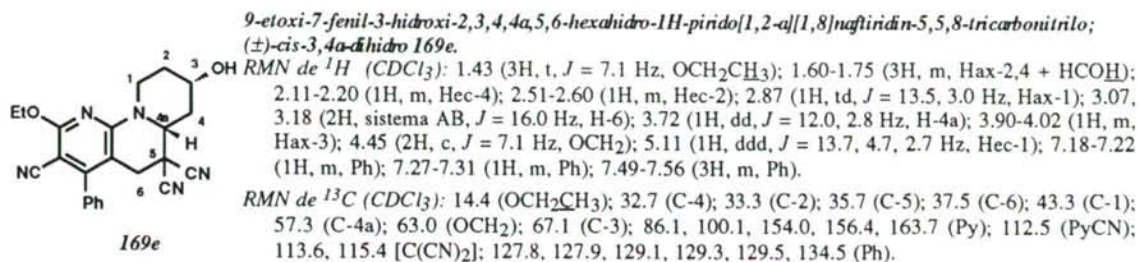 9-etoxi-7-fenil-3-hidroxi-2,3,4,4a,5,6-hexahidro-1H-pirido[1,2-a][1,8]naftiridin-5,5,8-tricarbonitrilo;
(±)-cis-3,4a-dihidro 169e.
RMN de ¹H (CDCl₃): 1.43 (3H, t, J = 7.1 Hz, OCH₂CH₃); 1.60-1.75 (3H, m, Hax-2,4 + HCOH);
2.11-2.20 (1H, m, Hec-4); 2.51-2.60 (1H, m, Hec-2); 2.87 (1H, td, J = 13.5, 3.0 Hz, Hax-1); 3.07,
3.18 (2H, sistema AB, J = 16.0 Hz, H-6); 3.72 (1H, dd, J = 12.0, 2.8 Hz, H-4a); 3.90-4.02 (1H, m,
Hax-3); 4.45 (2H, c, J = 7.1 Hz, OCH₂); 5.11 (1H, ddd, J = 13.7, 4.7, 2.7 Hz, Hec-1); 7.18-7.22
(1H, m, Ph); 7.27-7.31 (1H, m, Ph); 7.49-7.56 (3H, m, Ph).
RMN de ¹³C (CDCl₃): 14.4 (OCH₂CH₃); 32.7 (C-4); 33.3 (C-2); 35.7 (C-5); 37.5 (C-6); 43.3 (C-1);
57.3 (C-4a); 63.0 (OCH₂); 67.1 (C-3); 86.1, 100.1, 154.0, 156.4, 163.7 (Py); 112.5 (PyCN);
113.6, 115.4 [C(CN)₂]; 127.8, 127.9, 129.1, 129.3, 129.5, 134.5 (Ph).
2
3
OH
1
N
N
4a
4
EtO
H
5
NC
6
CN
CN
Ph
169e